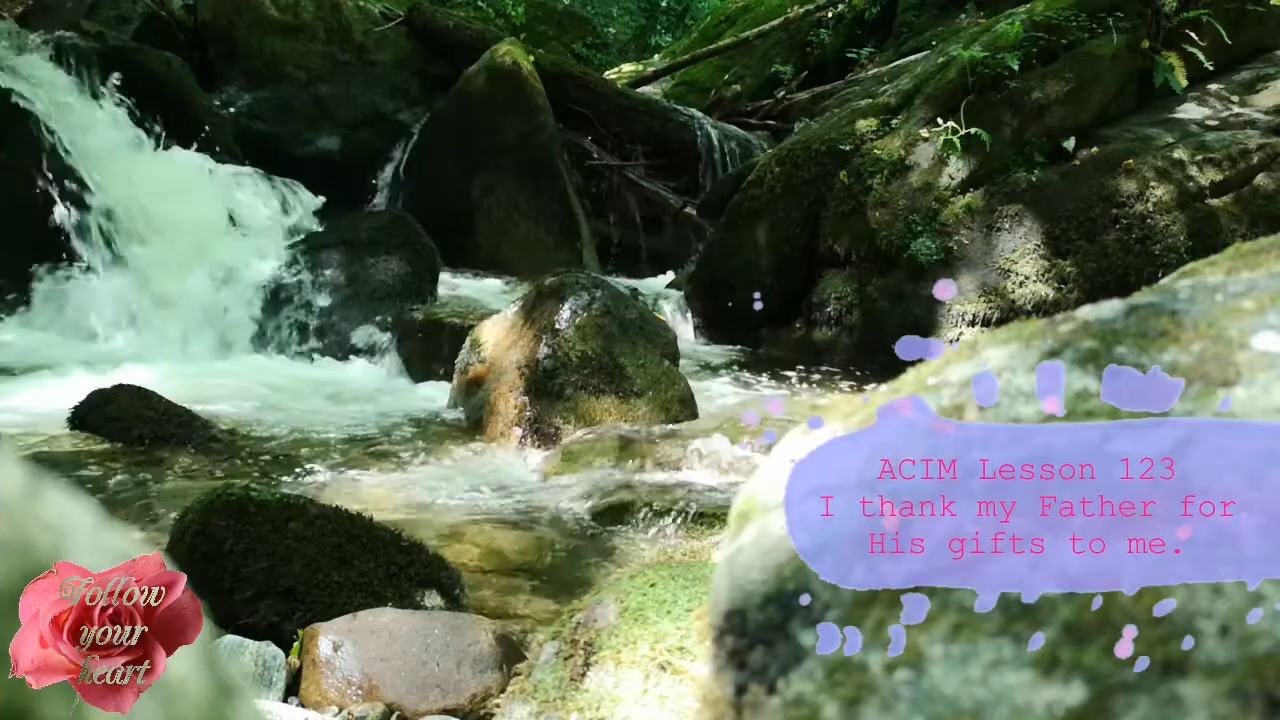 ACIM Lesson 123
I thank my Father for
His gifts to me.
Follow
your
heart